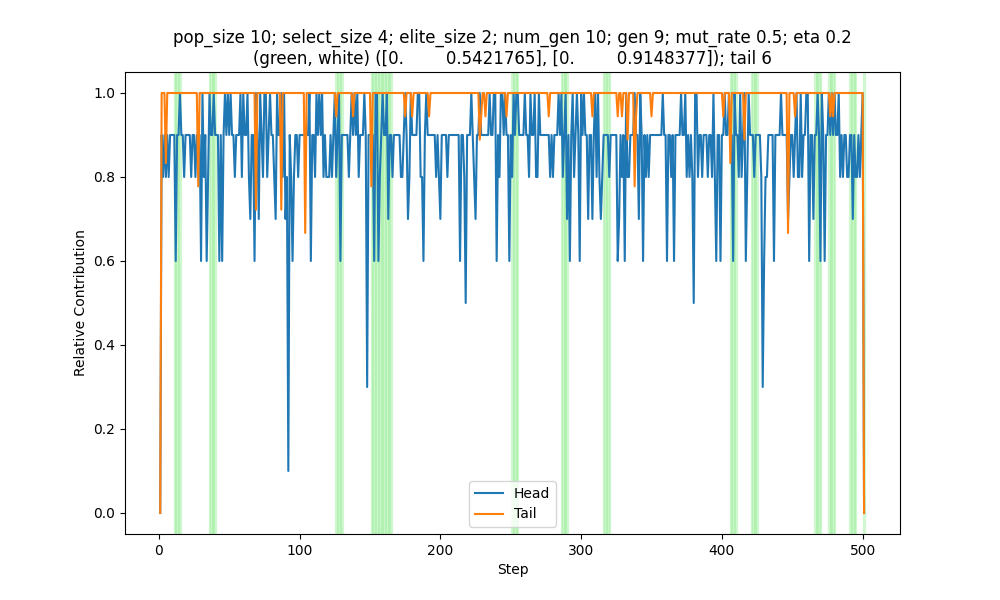 pop_size 10; select_size 4; elite_size 2; num_gen 10; gen 9; mut_rate 0.5; eta 0.2
(green, white) ([0.        0.5421765], [0.        0.9148377]); tail 6
1.0
0.8
0.6
0.4
0.2
0.0
Relative Contribution
Head
Tail
0
100
200
300
400
500
Step